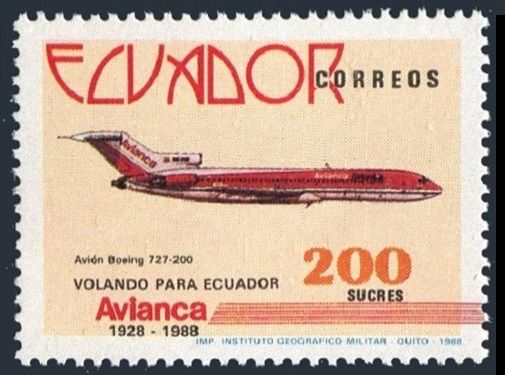 ECUADOR
CORREOS
Avianca
Avianca
Avión Boeing 727-200
200
SUCRES
VOLANDO PARA ECUADOR
Avianca
1928 - 1988
IMP. INSTITUTO GEOGRAFICO MILITAR - QUITO - 1988